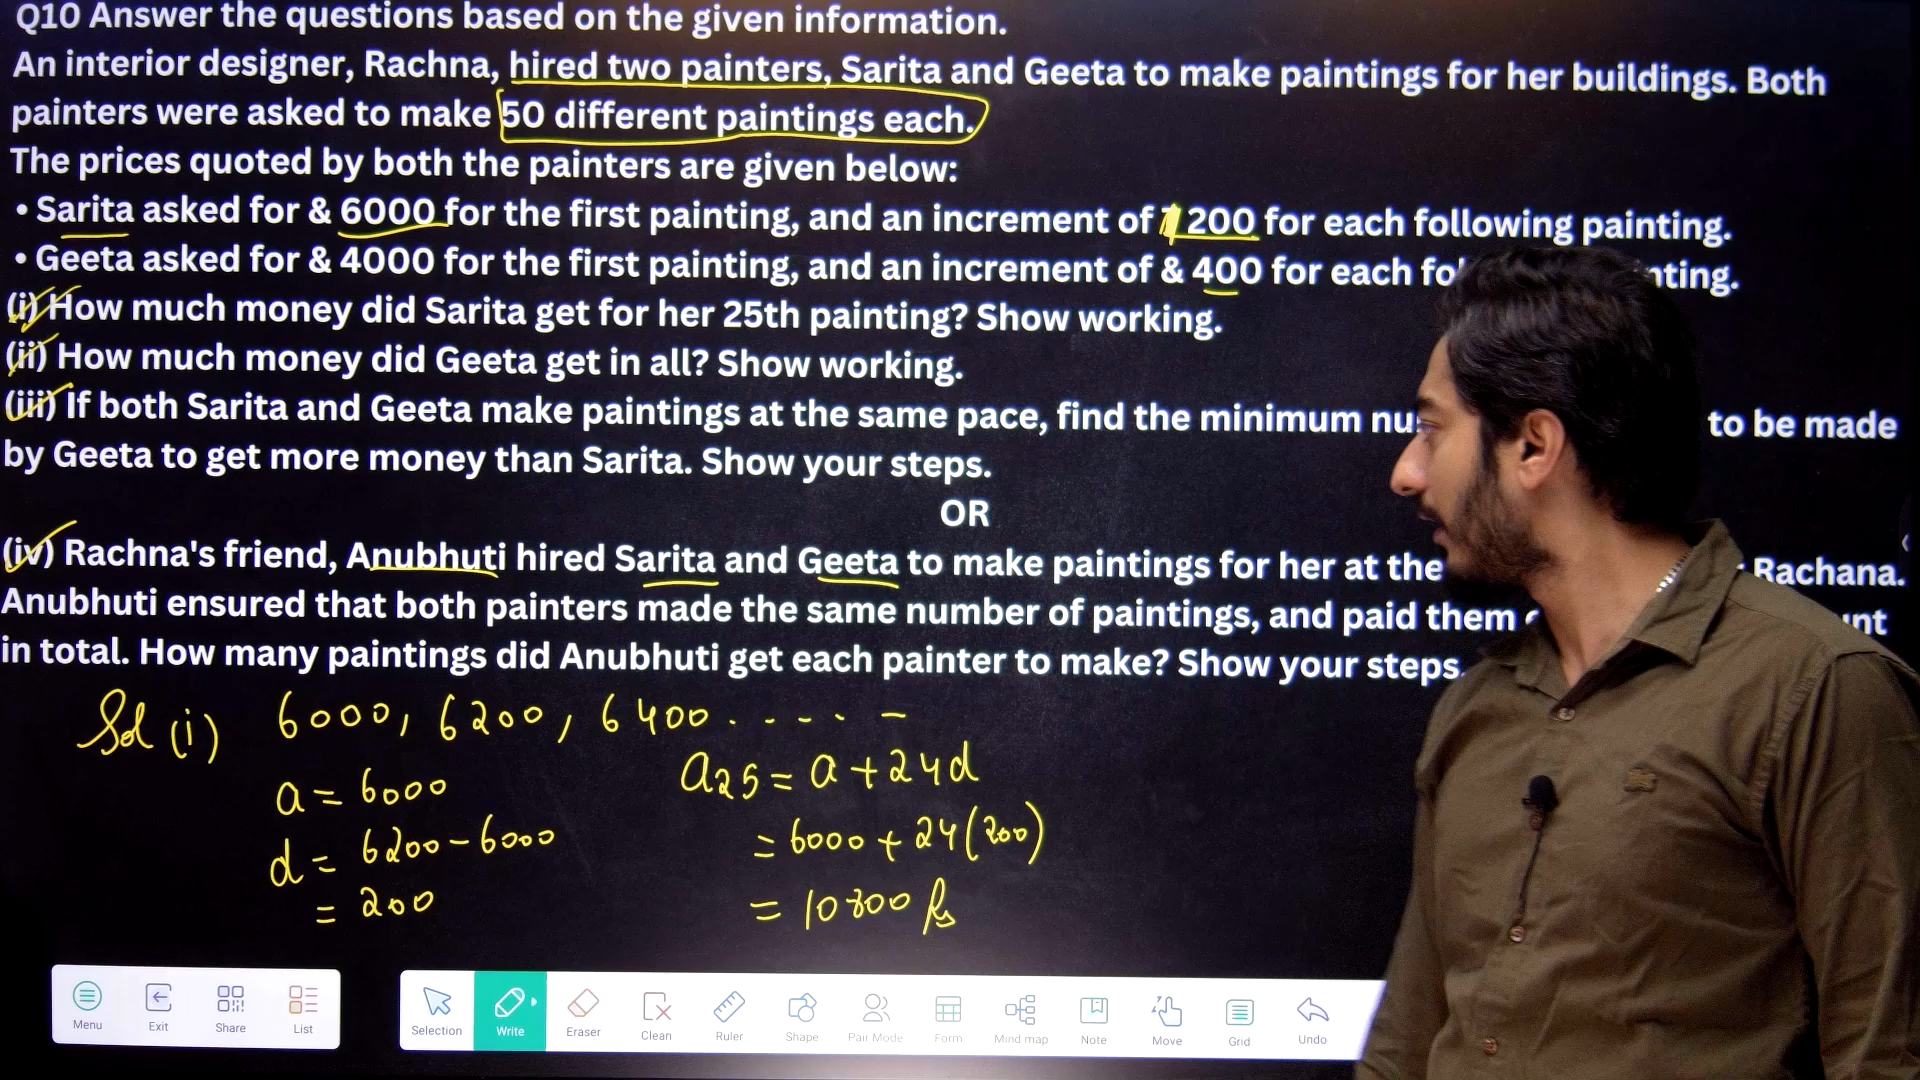 Q10 Answer the questions based on the given information.
An interior designer, Rachna, hired two painters, Sarita and Geeta to make paintings for her buildings. Both
painters were asked to make 50 different paintings each.
The prices quoted by both the painters are given below:
• Sarita asked for & 6000 for the first painting, and an increment of 200 for each following painting.
• Geeta asked for & 4000 for the first painting, and an increment of & 400 for each
(i) How much money did Sarita get for her 25th painting? Show working.
(ii) How much money did Geeta get in all? Show working.
(iii) If both Sarita and Geeta make paintings at the same pace, find the minimum to be made
by Geeta to get more money than Sarita. Show your steps.
OR
(iv) Rachna's friend, Anubhuti hired Sarita and Geeta to make paintings for her at the Rachana.
Anubhuti ensured that both painters made the same number of paintings, and paid them
in total. How many paintings did Anubhuti get each painter to make? Show your steps.
Sol (i) 6000, 6200, 6400 . - - - . -
a = 6000
a25 = a + 24d
d = 6200 - 6000
= 6000 + 24(200)
= 200
= 10800 Rs
Menu
Exit
Share
List
Selection
Write
Eraser
Clean
Ruler
Shape
Pair Mode
Form
Mind map
Note
Move
Grid
Undo